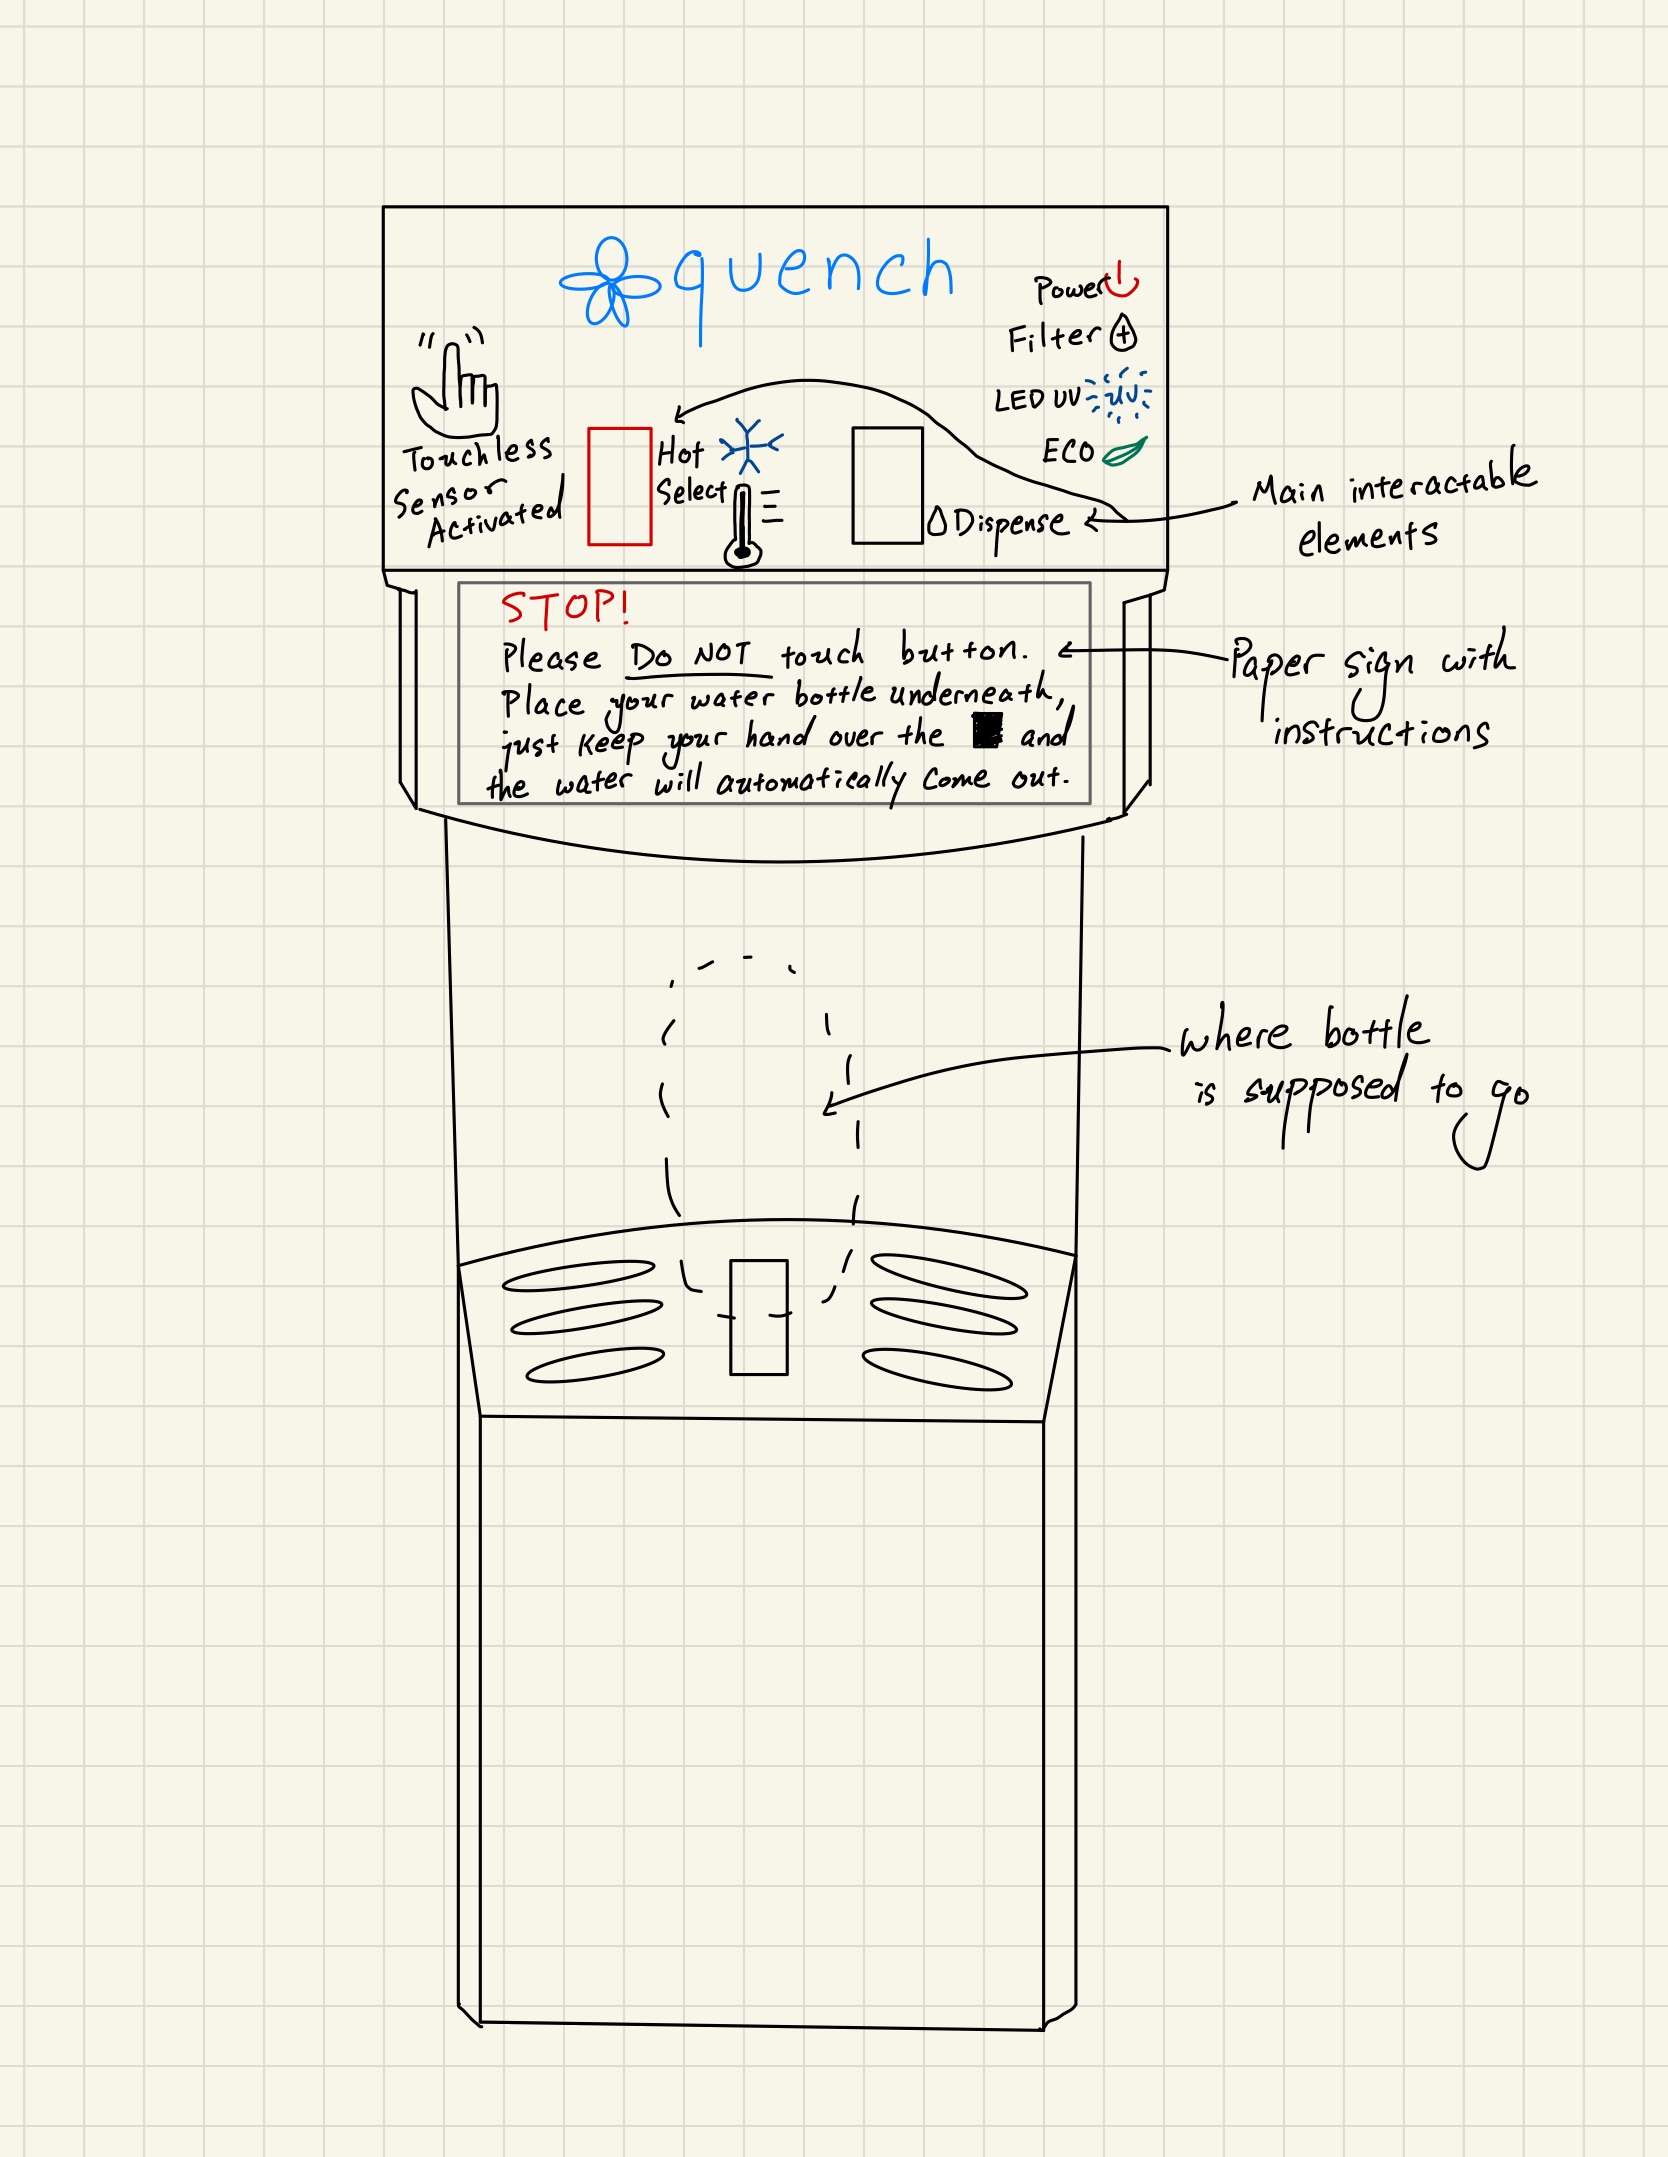 quench
Power
Filter
LED UV UV
ECO
Touchless
Sensor
Activated
Hot
Select
Dispense
Main interactable
elements
STOP!
Please DO NOT touch button.
Place your water bottle underneath,
just keep your hand over the and
the water will automatically come out.
Paper sign with
instructions
where bottle
is supposed to go